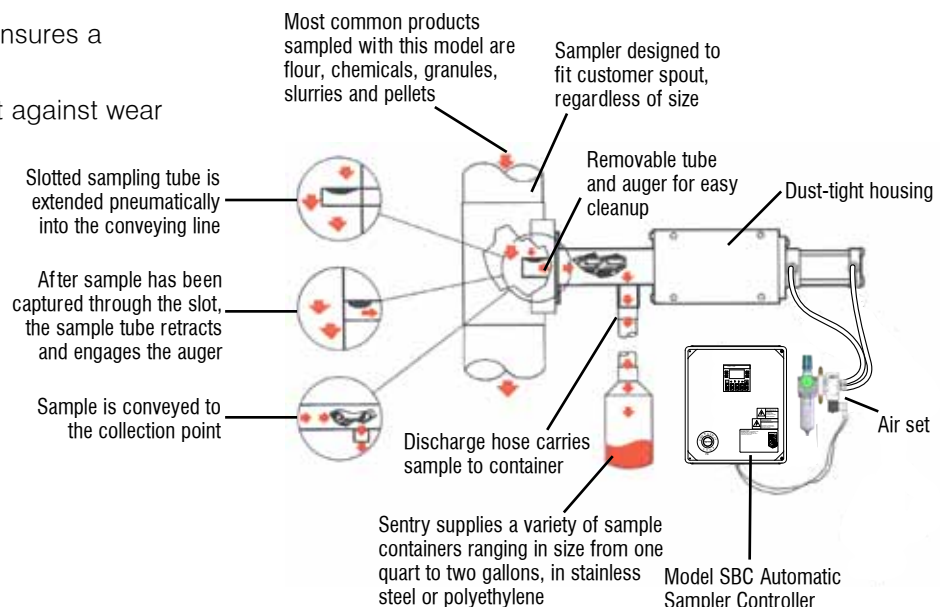 nsures a
t against wear
Most common products
sampled with this model are
flour, chemicals, granules,
slurries and pellets
Sampler designed to
fit customer spout,
regardless of size
Removable tube
and auger for easy
cleanup
Dust-tight housing
Slotted sampling tube is
extended pneumatically
into the conveying line
After sample has been
captured through the slot,
the sample tube retracts
and engages the auger
Sample is conveyed to
the collection point
Discharge hose carries
sample to container
Air set
Sentry supplies a variety of sample
containers ranging in size from one
quart to two gallons, in stainless
steel or polyethylene
Model SBC Automatic
Sampler Controller